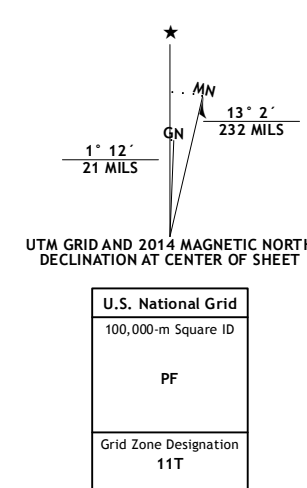 ★
MN
GN
13° 2´
232 MILS
1° 12´
21 MILS
UTM GRID AND 2014 MAGNETIC NORTH
DECLINATION AT CENTER OF SHEET
U.S. National Grid
100,000-m Square ID
PF
Grid Zone Designation
11T